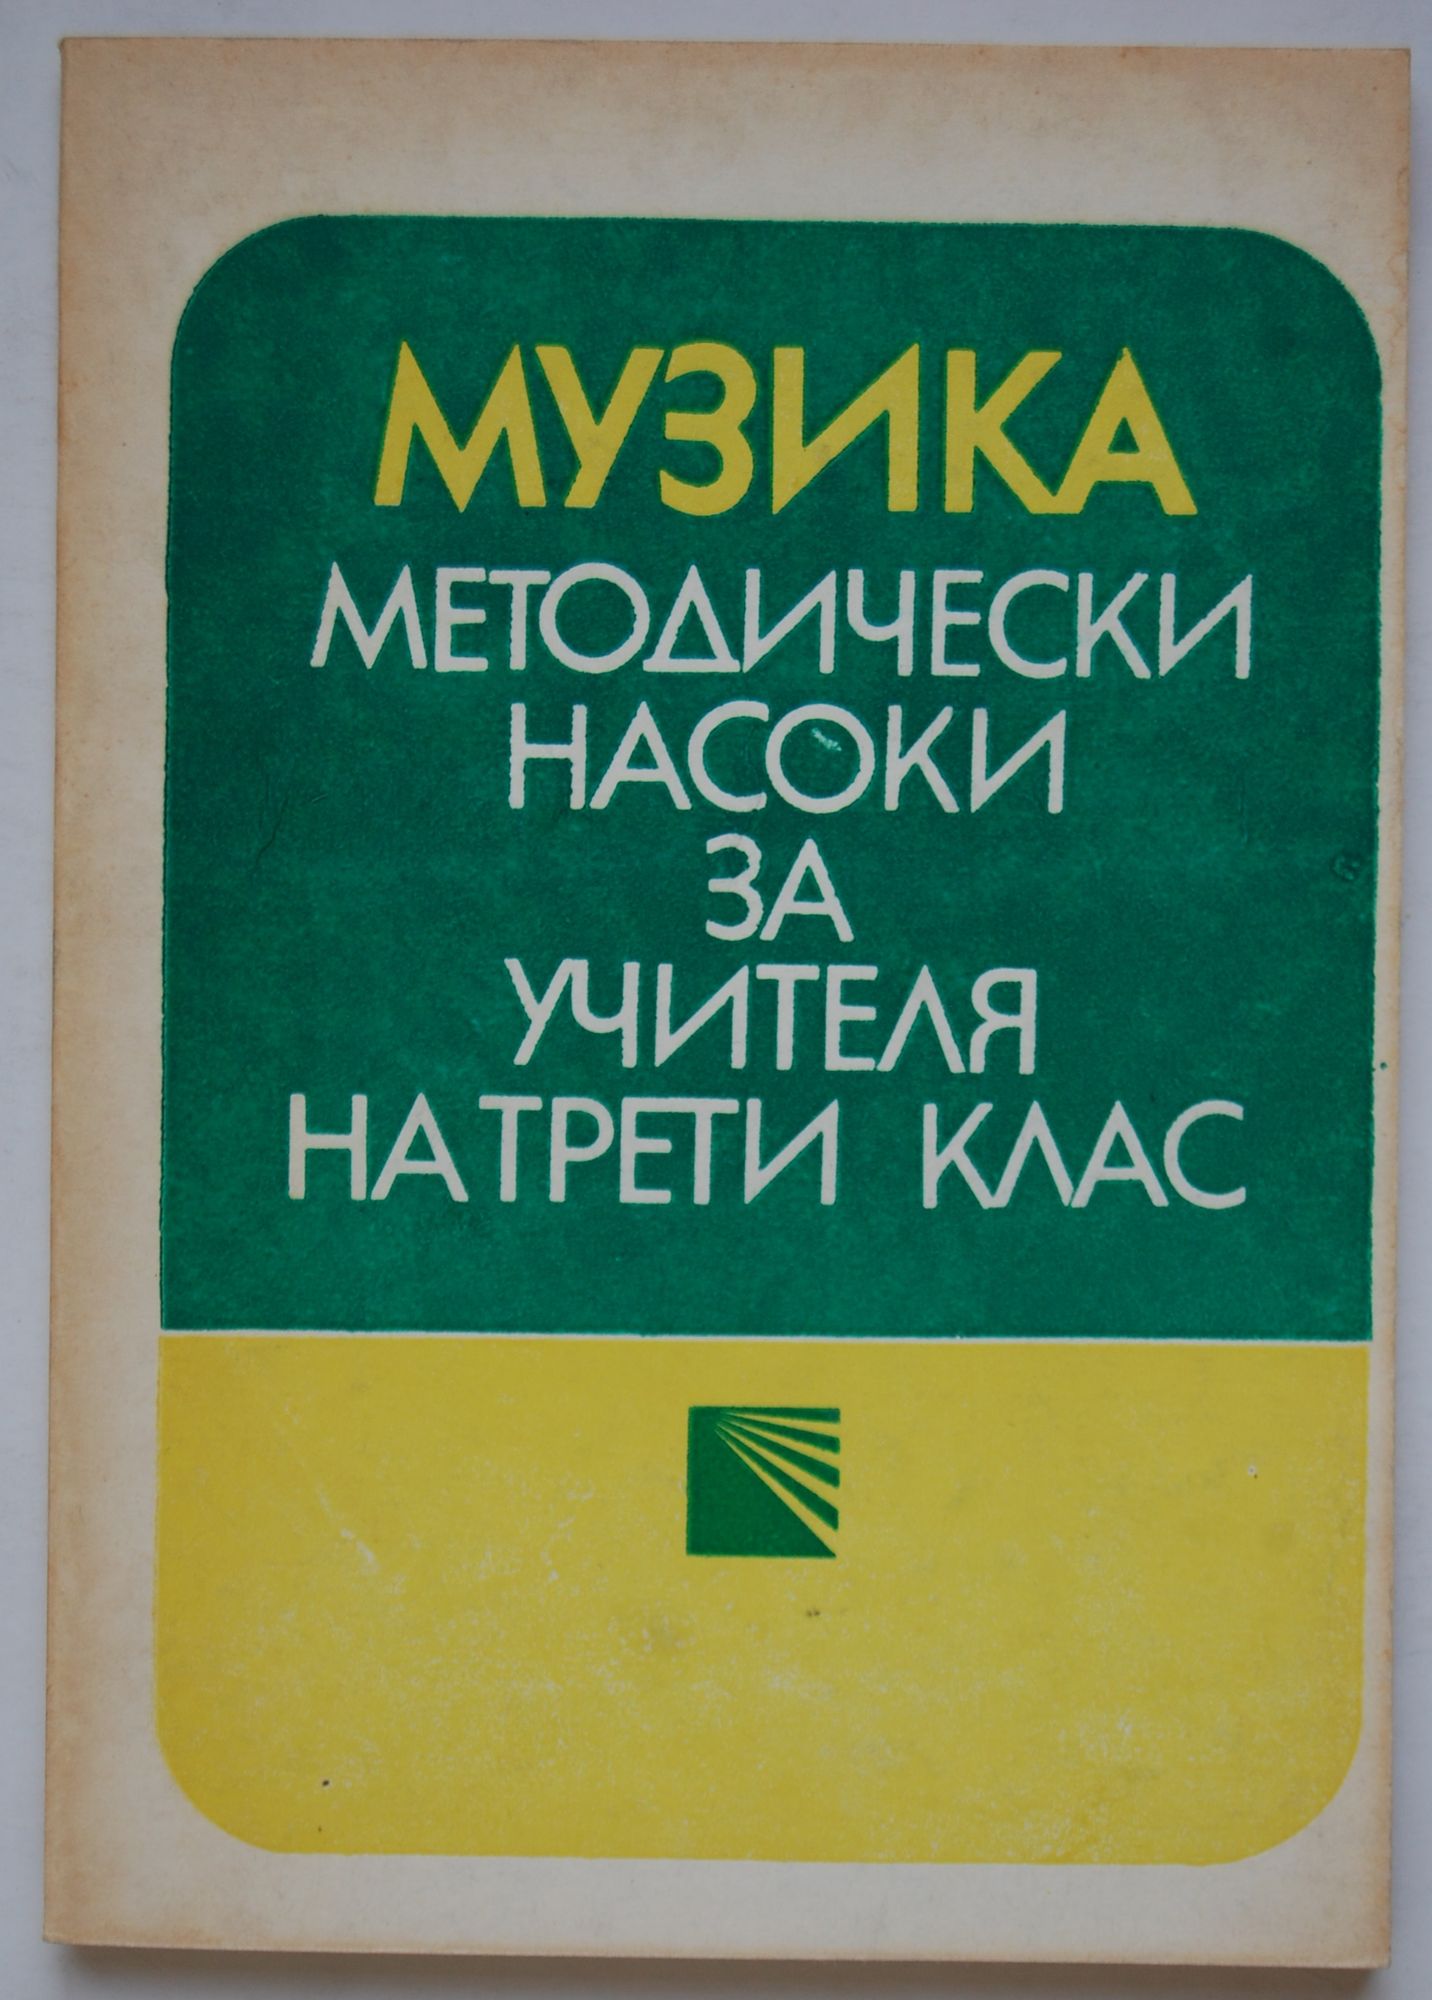 МУЗИКА
МЕТОДИЧЕСКИ
НАСОКИ
ЗА
УЧИТЕЛЯ
НА ТРЕТИ КЛАС